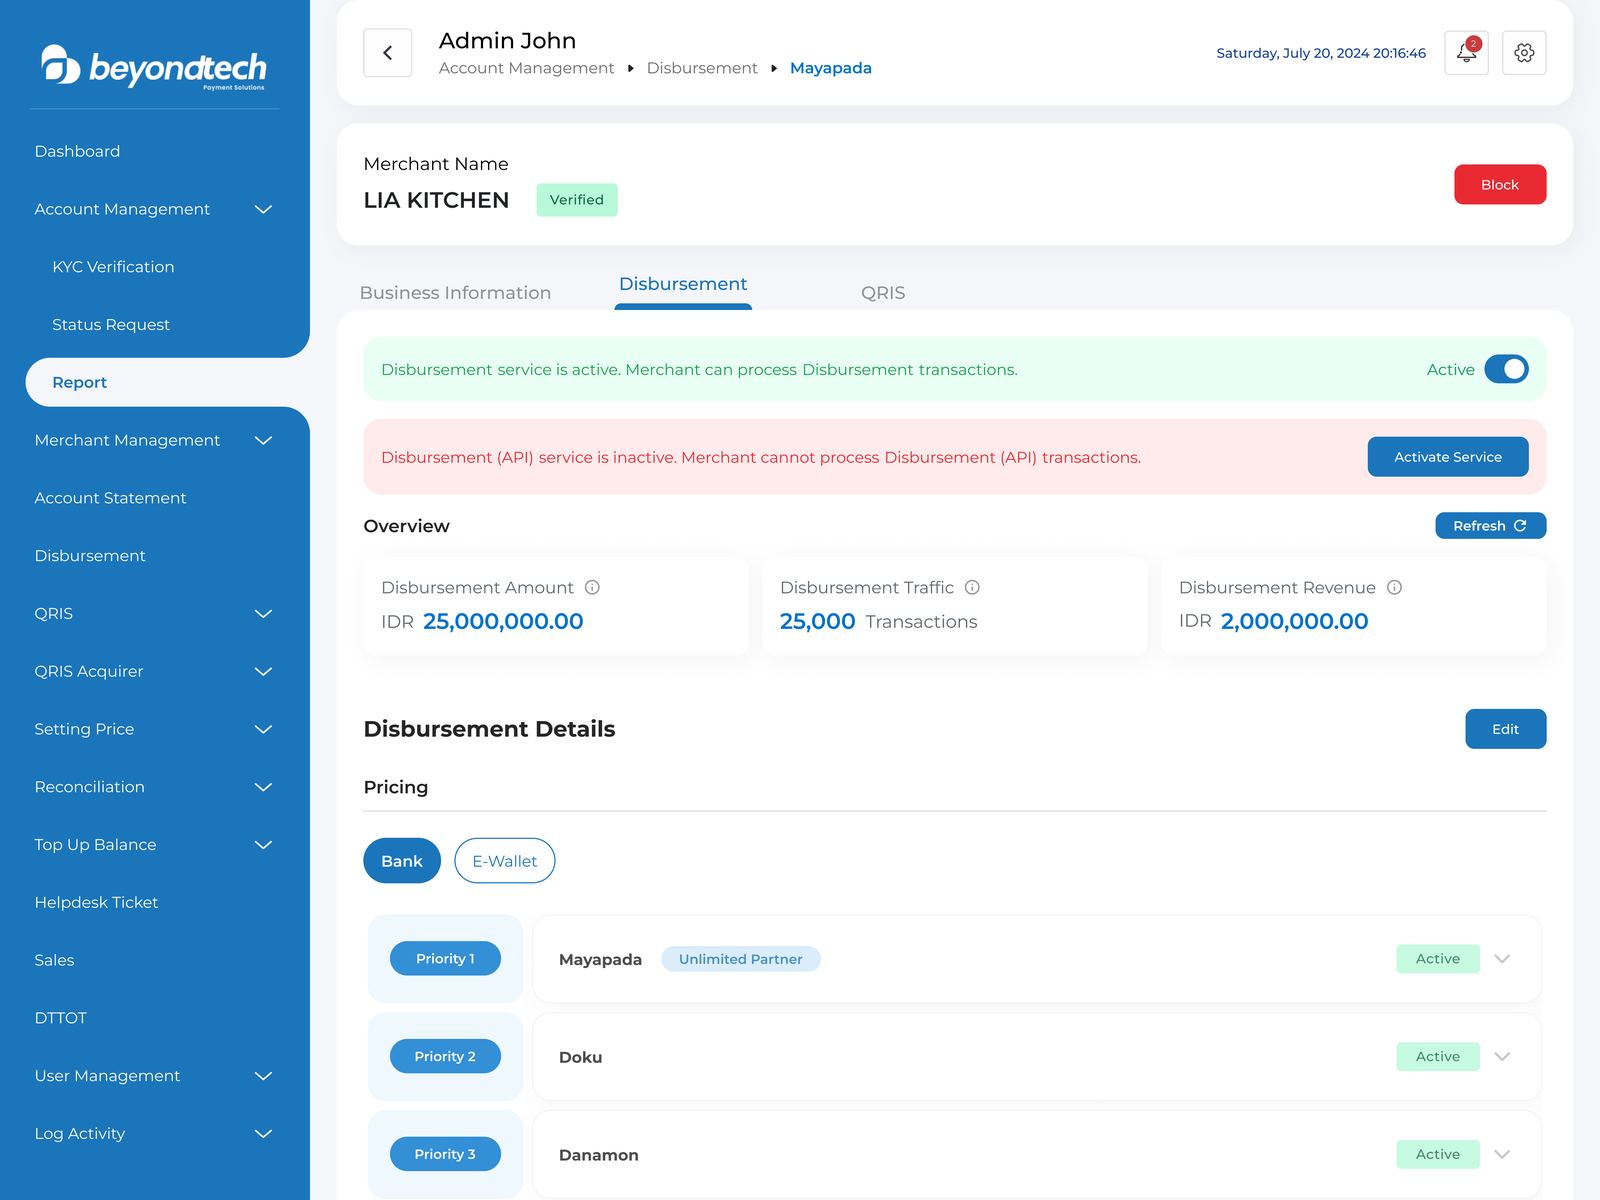 beyondtech
Payment Solutions
Dashboard
Account Management
KYC Verification
Status Request
Report
Merchant Management
Account Statement
Disbursement
QRIS
QRIS Acquirer
Setting Price
Reconciliation
Top Up Balance
Helpdesk Ticket
Sales
DTTOT
User Management
Log Activity
Admin John
Account Management Disbursement Mayapada
Saturday, July 20, 2024 20:16:46
2
Merchant Name
LIA KITCHEN Verified
Block
Business Information Disbursement QRIS
Disbursement service is active. Merchant can process Disbursement transactions. Active
Disbursement (API) service is inactive. Merchant cannot process Disbursement (API) transactions. Activate Service
Overview Refresh
Disbursement Amount
IDR 25,000,000.00
Disbursement Traffic
25,000 Transactions
Disbursement Revenue
IDR 2,000,000.00
Disbursement Details Edit
Pricing
Bank E-Wallet
Priority 1 Mayapada Unlimited Partner Active
Priority 2 Doku Active
Priority 3 Danamon Active